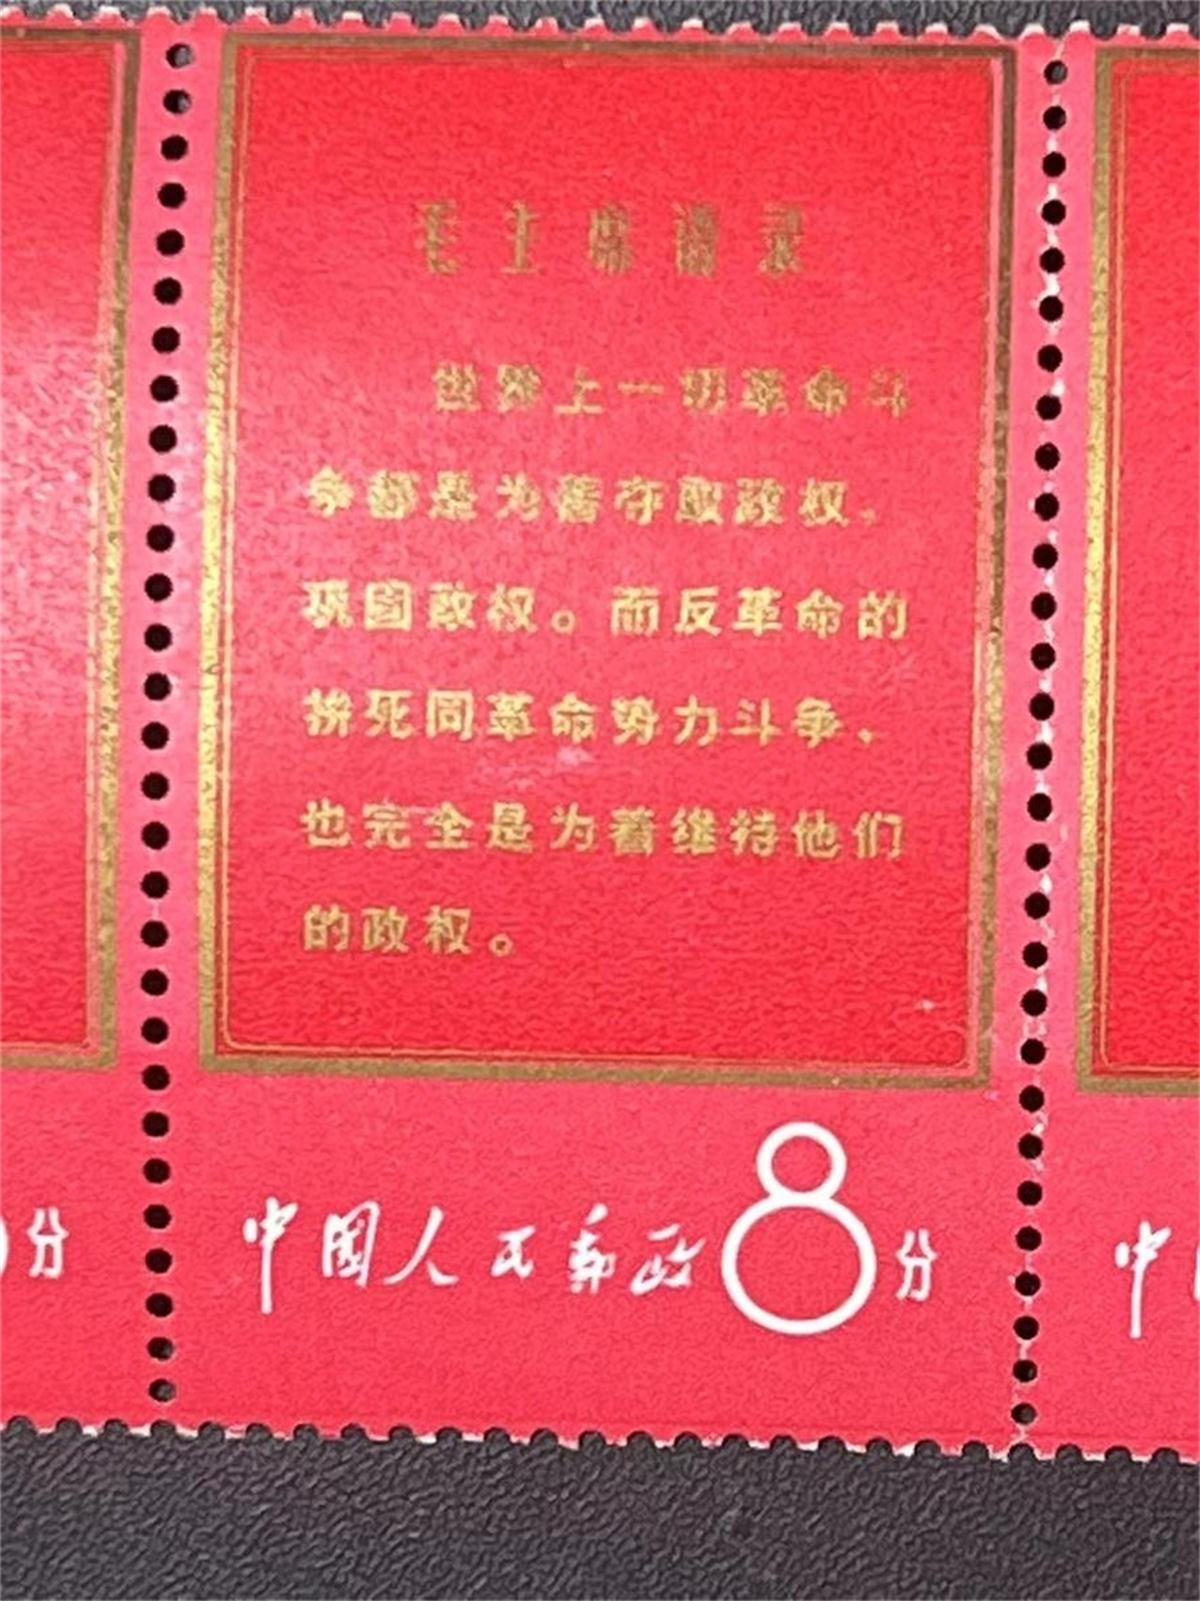 毛主席语录
世界上一切革命斗
争都是为着夺取政权，
巩固政权。而反革命的
拚死同革命势力斗争，
也完全是为着维持他们
的政权。
分
中国人民邮政8分
中